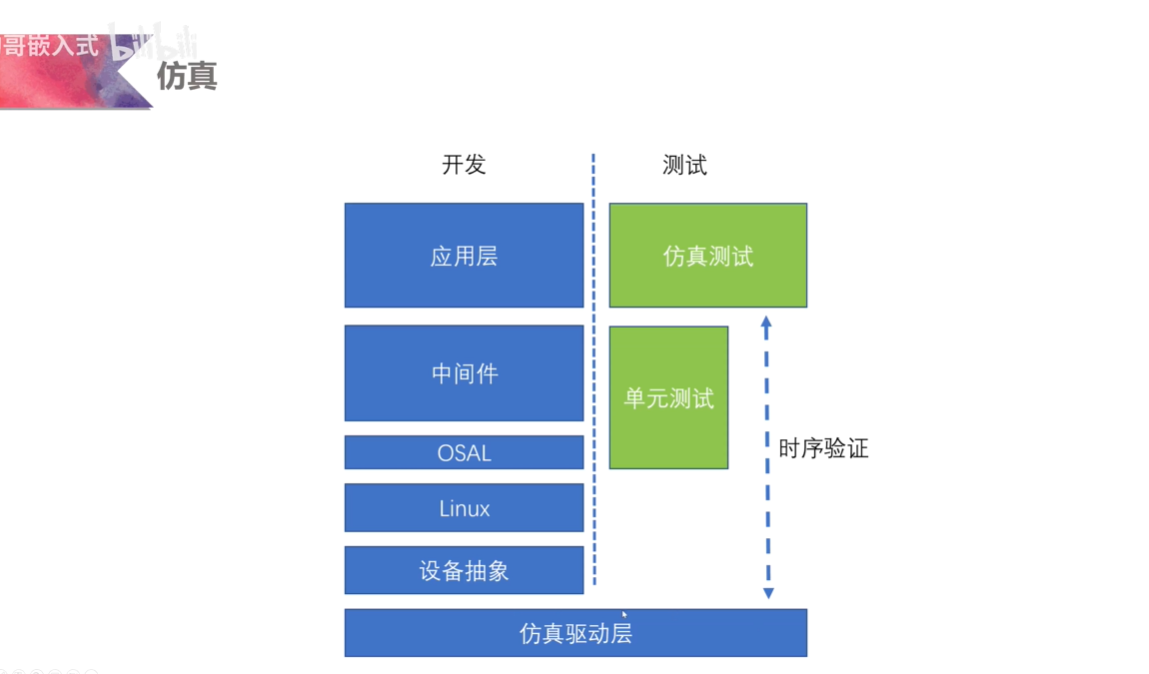 哥嵌入式
bilibili
仿真
开发
测试
应用层
仿真测试
中间件
单元测试
时序验证
OSAL
Linux
设备抽象
仿真驱动层